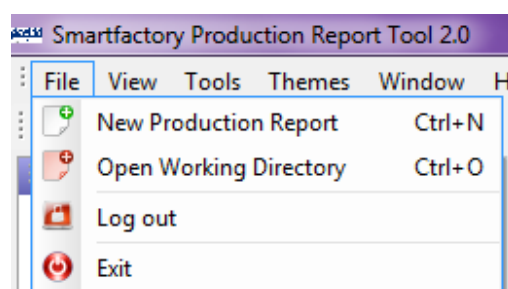 Smartfactory Production Report Tool 2.0
File View Tools Themes Window
New Production Report Ctrl+N
Open Working Directory Ctrl+O
Log out
Exit